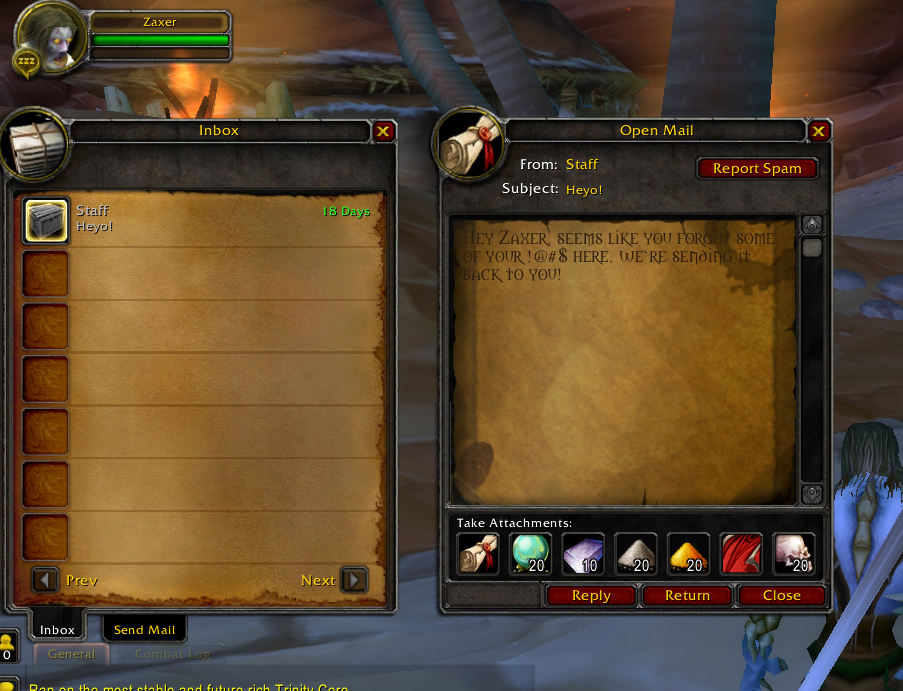 Zaxer
zzz
Inbox
Staff
18 Days
Heyo!
Prev
Next
Inbox
Send Mail
General
Combat Log
0
Open Mail
From: Staff
Report Spam
Subject: Heyo!
Hey Zaxer, seems like you forgot some
of your !@#$ here. We're sending it
back to you!
Take Attachments:
20
10
20
20
20
Reply
Return
Close
Ran on the most stable and future rich Trinity Core